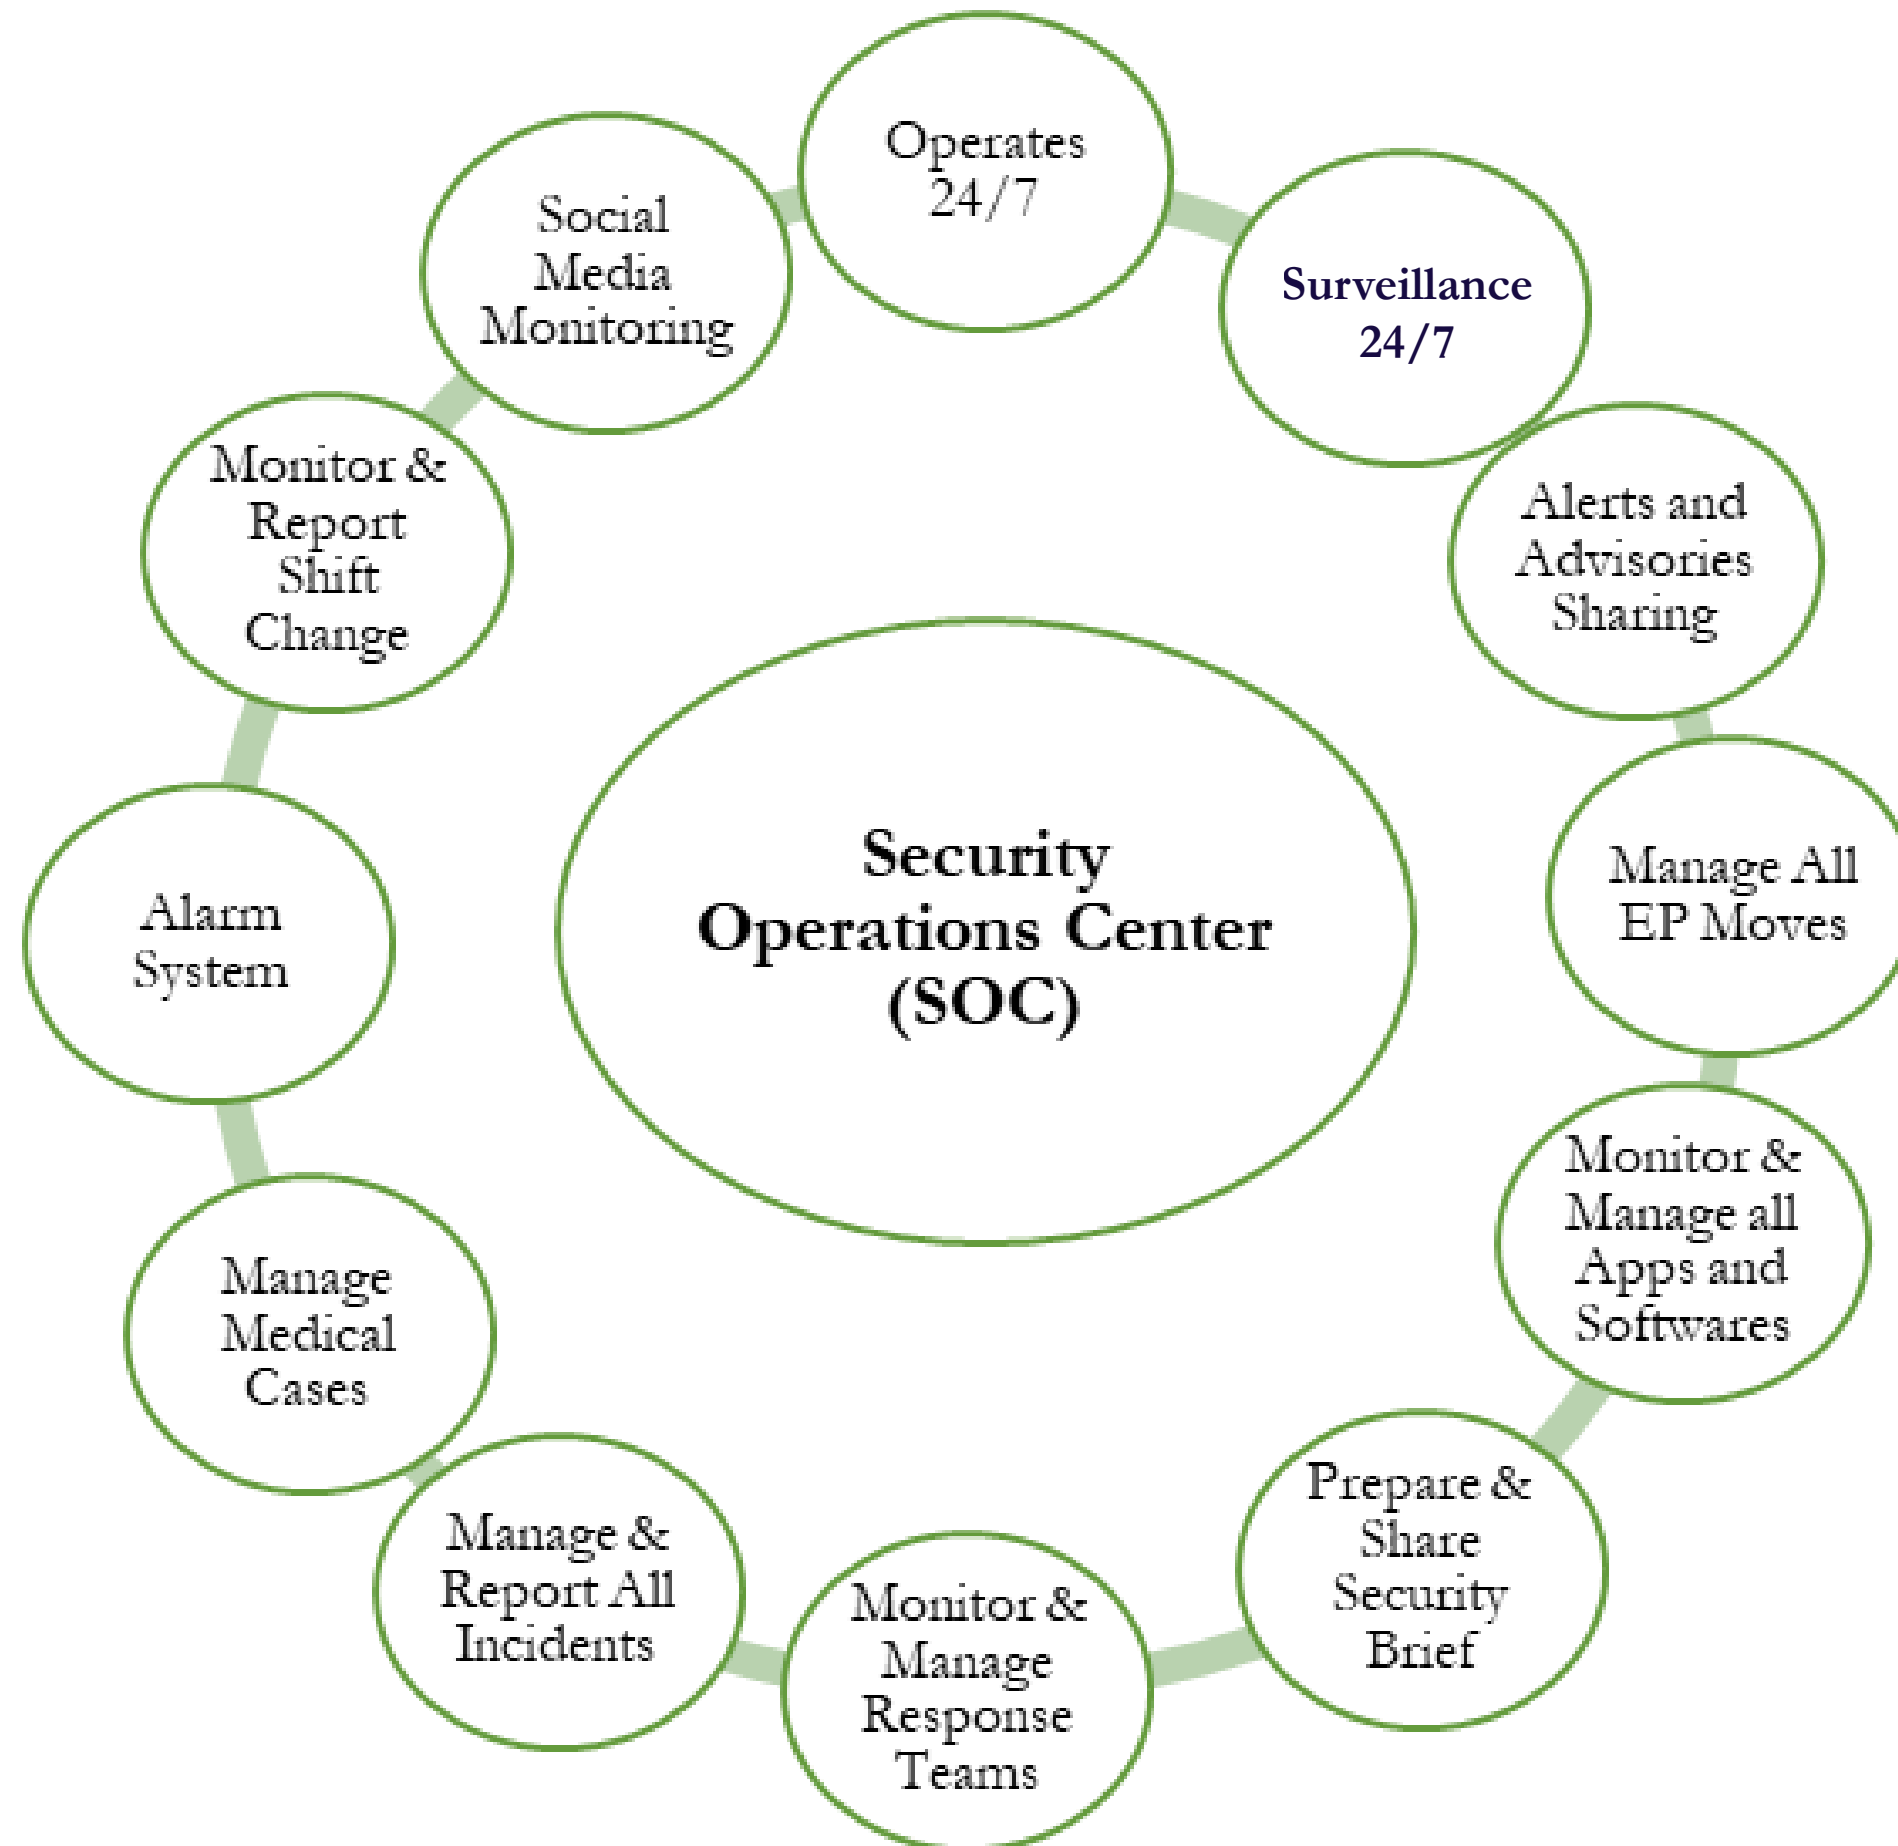 Operates
24/7
Surveillance
24/7
Alerts and
Advisories
Sharing
Manage All
EP Moves
Monitor &
Manage all
Apps and
Softwares
Prepare &
Share
Security
Brief
Monitor &
Manage
Response
Teams
Manage &
Report All
Incidents
Manage
Medical
Cases
Alarm
System
Monitor &
Report
Shift
Change
Social
Media
Monitoring
Security
Operations Center
(SOC)